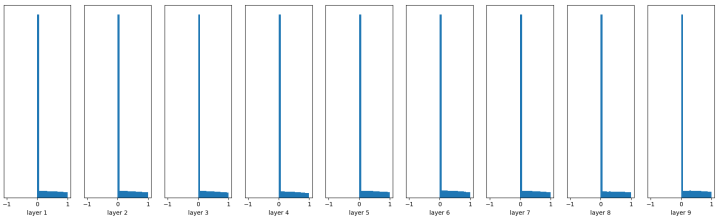 −1 0 1 −1 0 1 −1 0 1 −1 0 1 −1 0 1 −1 0 1 −1 0 1 −1 0 1 −1 0 1
layer 1 layer 2 layer 3 layer 4 layer 5 layer 6 layer 7 layer 8 layer 9